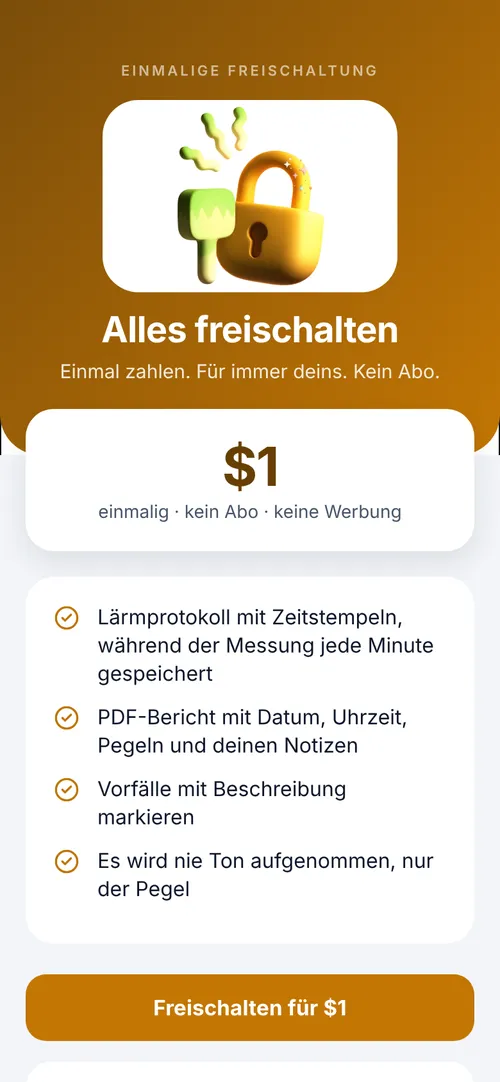 EINMALIGE FREISCHALTUNG
Alles freischalten
Einmal zahlen. Für immer deins. Kein Abo.
$1
einmalig · kein Abo · keine Werbung
Lärmprotokoll mit Zeitstempeln,
während der Messung jede Minute
gespeichert
PDF-Bericht mit Datum, Uhrzeit,
Pegeln und deinen Notizen
Vorfälle mit Beschreibung
markieren
Es wird nie Ton aufgenommen, nur
der Pegel
Freischalten für $1